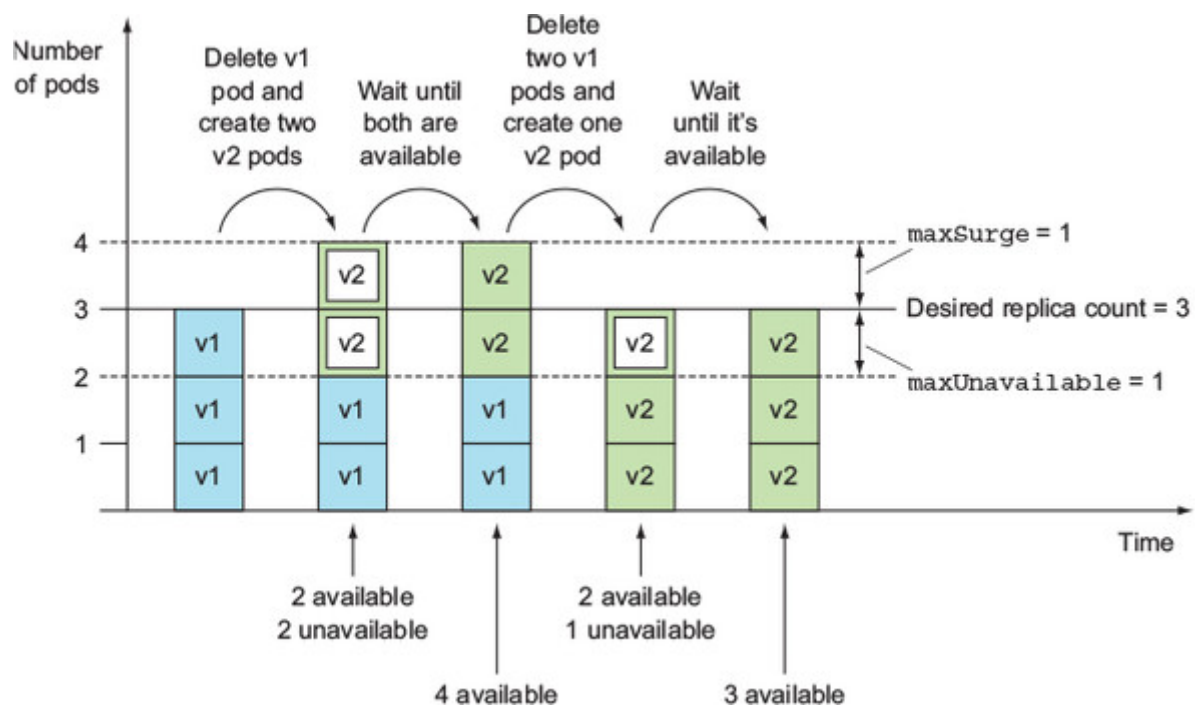 Number
of pods
Delete v1
pod and
create two
v2 pods
Wait until
both are
available
Delete
two v1
pods and
create one
v2 pod
Wait
until it's
available
4
3
2
1
v1
v1
v1
v2
v2
v1
v1
v2
v2
v1
v1
v2
v2
v2
v2
v2
v2
maxSurge = 1
Desired replica count = 3
maxUnavailable = 1
Time
2 available
2 unavailable
4 available
2 available
1 unavailable
3 available